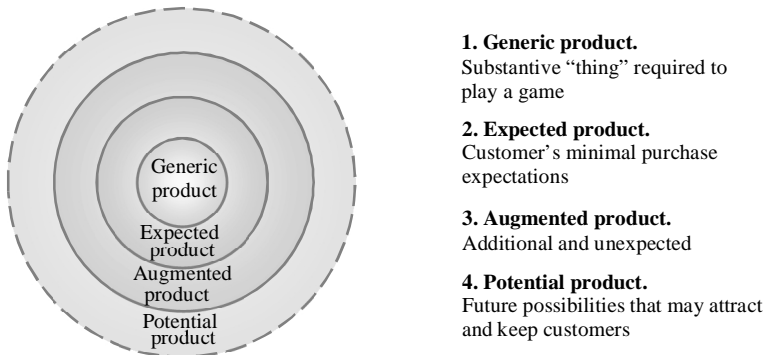 Generic
product
Expected
product
Augmented
product
Potential
product
1. Generic product.
Substantive “thing” required to
play a game
2. Expected product.
Customer’s minimal purchase
expectations
3. Augmented product.
Additional and unexpected
4. Potential product.
Future possibilities that may attract
and keep customers